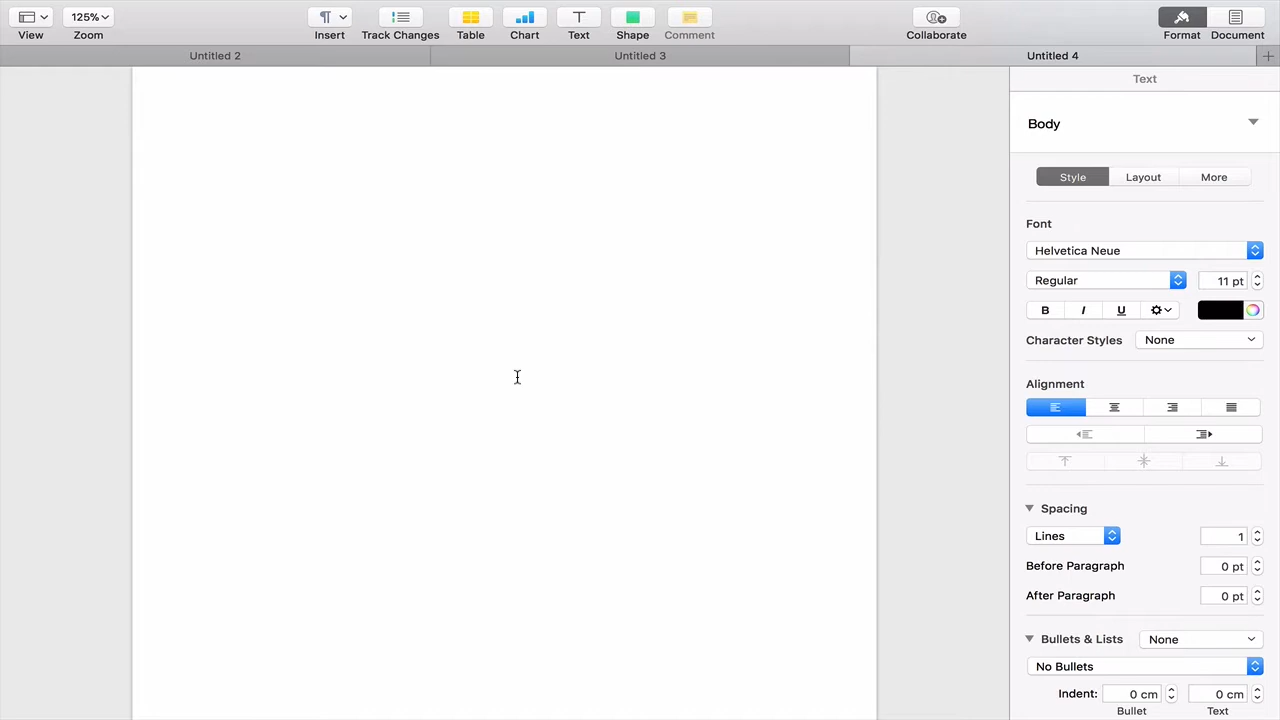 125%
View
Zoom
Insert
Track Changes
Table
Chart
Text
Shape
Comment
Collaborate
Format
Document
Untitled 2
Untitled 3
Untitled 4
Text
Body
Style
Layout
More
Font
Helvetica Neue
Regular
11 pt
B
I
U
Character Styles
None
Alignment
Spacing
Lines
1
Before Paragraph
0 pt
After Paragraph
0 pt
Bullets & Lists
None
No Bullets
Indent:
0 cm
0 cm
Bullet
Text